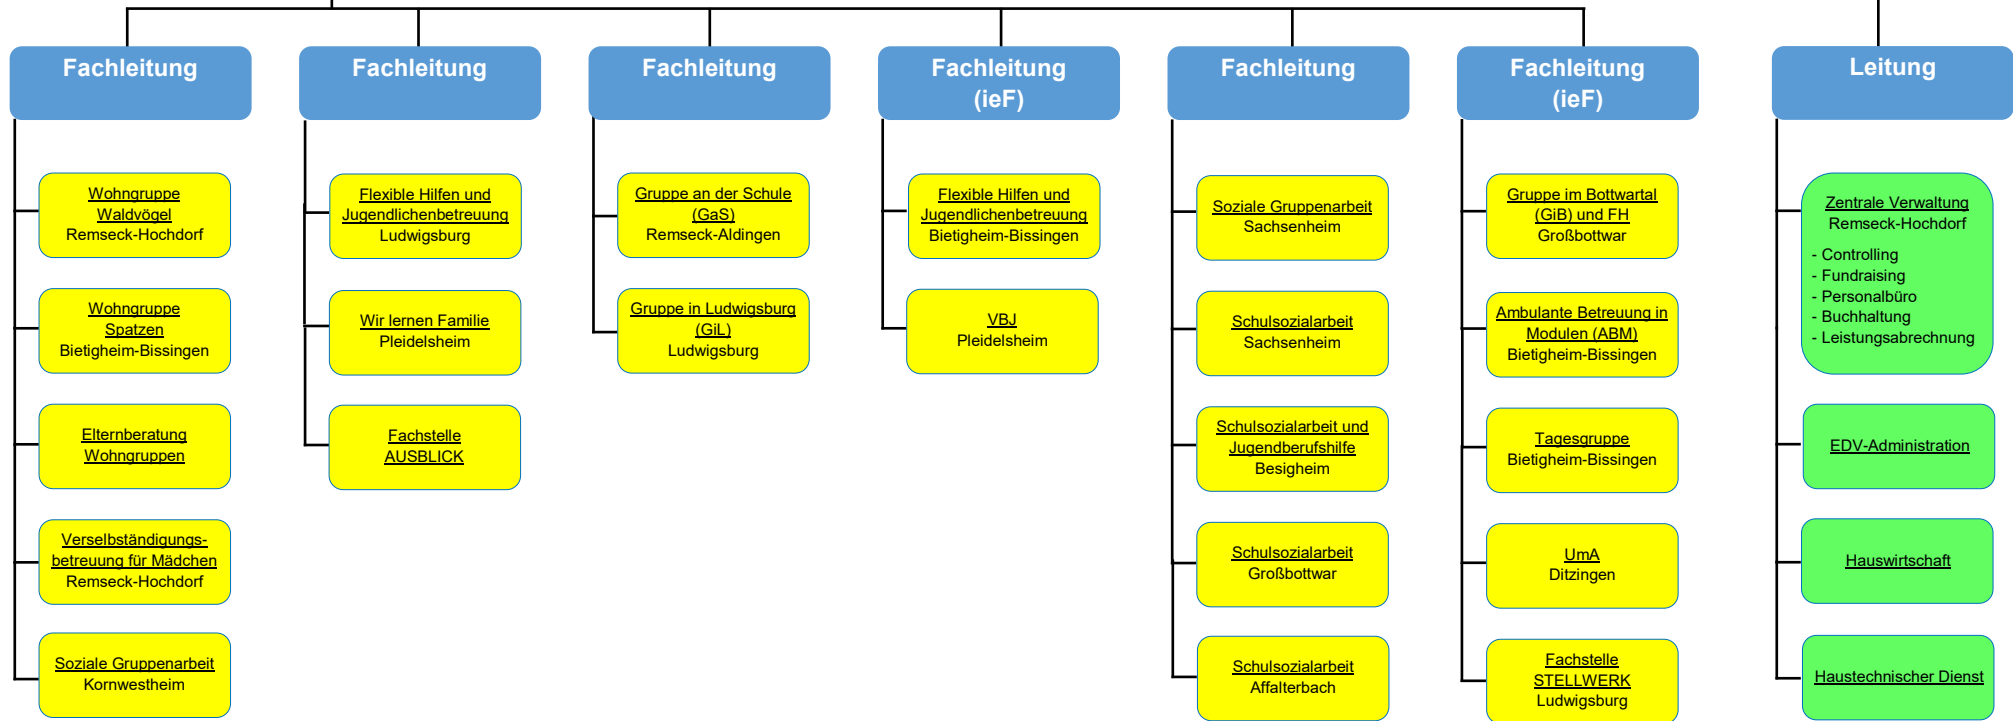 Fachleitung
Wohngruppe
Waldvögel
Remseck-Hochdorf
Wohngruppe
Spatzen
Bietigheim-Bissingen
Elternberatung
Wohngruppen
Verselbständigungs-
betreuung für Mädchen
Remseck-Hochdorf
Soziale Gruppenarbeit
Kornwestheim
Fachleitung
Flexible Hilfen und
Jugendlichenbetreuung
Ludwigsburg
Wir lernen Familie
Pleidelsheim
Fachstelle
AUSBLICK
Fachleitung
Gruppe an der Schule
(GaS)
Remseck-Aldingen
Gruppe in Ludwigsburg
(GiL)
Ludwigsburg
Fachleitung
(ieF)
Flexible Hilfen und
Jugendlichenbetreuung
Bietigheim-Bissingen
VBJ
Pleidelsheim
Fachleitung
Soziale Gruppenarbeit
Sachsenheim
Schulsozialarbeit
Sachsenheim
Schulsozialarbeit und
Jugendberufshilfe
Besigheim
Schulsozialarbeit
Großbottwar
Schulsozialarbeit
Affalterbach
Fachleitung
(ieF)
Gruppe im Bottwartal
(GiB) und FH
Großbottwar
Ambulante Betreuung in
Modulen (ABM)
Bietigheim-Bissingen
Tagesgruppe
Bietigheim-Bissingen
UmA
Ditzingen
Fachstelle
STELLWERK
Ludwigsburg
Leitung
Zentrale Verwaltung
Remseck-Hochdorf
- Controlling
- Fundraising
- Personalbüro
- Buchhaltung
- Leistungsabrechnung
EDV-Administration
Hauswirtschaft
Haustechnischer Dienst